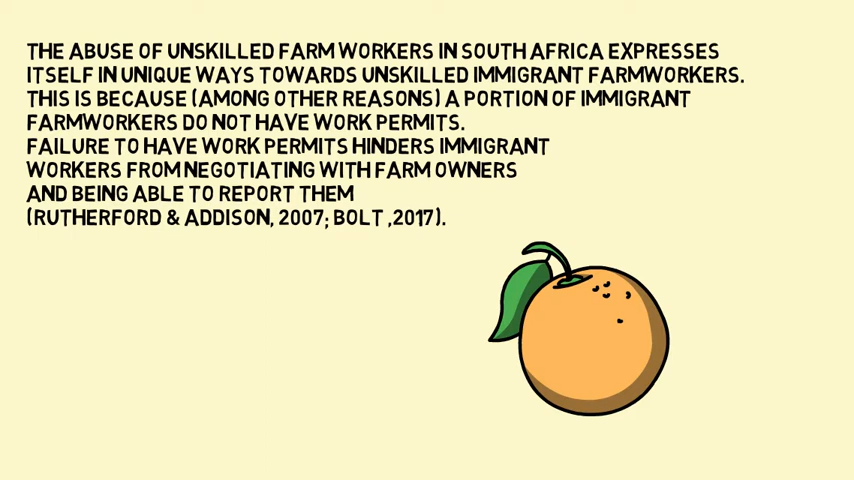 THE ABUSE OF UNSKILLED FARM WORKERS IN SOUTH AFRICA EXPRESSES
ITSELF IN UNIQUE WAYS TOWARDS UNSKILLED IMMIGRANT FARMWORKERS.
THIS IS BECAUSE (AMONG OTHER REASONS) A PORTION OF IMMIGRANT
FARMWORKERS DO NOT HAVE WORK PERMITS.
FAILURE TO HAVE WORK PERMITS HINDERS IMMIGRANT
WORKERS FROM NEGOTIATING WITH FARM OWNERS
AND BEING ABLE TO REPORT THEM
(RUTHERFORD & ADDISON, 2007; BOLT ,2017).